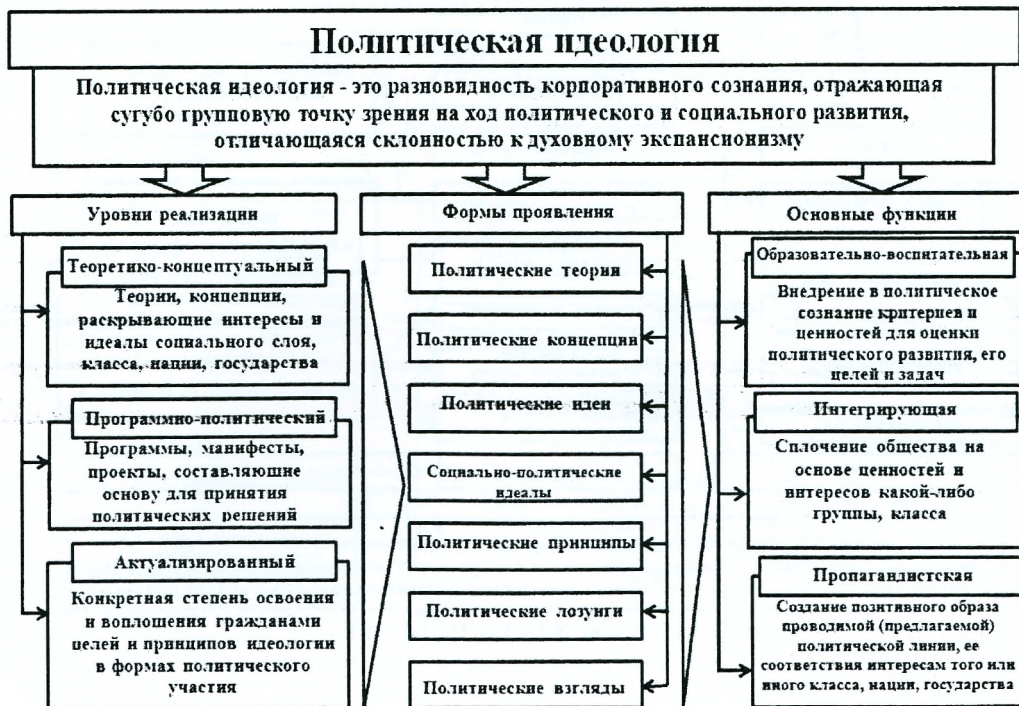 Политическая идеология
Политическая идеология - это разновидность корпоративного сознания, отражающая
сугубо групповую точку зрения на ход политического и социального развития,
отличающаяся склонностью к духовному экспансионизму
Уровни реализации
Теоретико-концептуальный
Теории, концепции,
раскрывающие интересы и
идеалы социального слоя,
класса, нации, государства
Программно-политический
Программы, манифесты,
проекты, составляющие
основу для принятия
политических решений
Актуализированный
Конкретная степень освоения
и воплощения гражданами
целей и принципов идеологии
в формах политического
участия
Формы проявления
Политические теории
Политические концепции
Политические идеи
Социально-политические
идеалы
Политические принципы
Политические лозунги
Политические взгляды
Основные функции
Образовательно-воспитательная
Внедрение в политическое
сознание критериев и
ценностей для оценки
политического развития, его
целей и задач
Интегрирующая
Сплочение общества на
основе ценностей и
интересов какой-либо
группы, класса
Пропагандистская
Создание позитивного образа
проводимой (предлагаемой)
политической линии, ее
соответствия интересам того или
иного класса, нации, государства